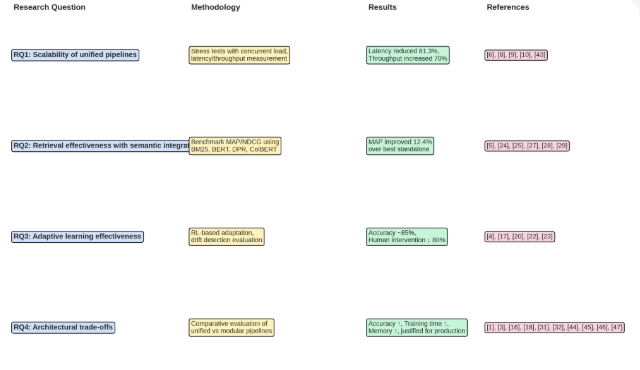 Research Question Methodology Results References
RQ1: Scalability of unified pipelines
Stress tests with concurrent load,
latency/throughput measurement
Latency reduced 81.3%,
Throughput increased 70%
[6], [8], [9], [10], [43]
RQ2: Retrieval effectiveness with semantic integrat
Benchmark MAP/NDCG using
BM25, BERT, DPR, ColBERT
MAP improved 12.4%
over best standalone
[5], [24], [25], [27], [28], [29]
RQ3: Adaptive learning effectiveness
RL-based adaptation,
drift detection evaluation
Accuracy ~85%,
Human intervention ↓ 80%
[4], [17], [20], [22], [23]
RQ4: Architectural trade-offs
Comparative evaluation of
unified vs modular pipelines
Accuracy ↑, Training time ↑,
Memory ↑, justified for production
[1], [3], [16], [18], [31], [32], [44], [45], [46], [47]